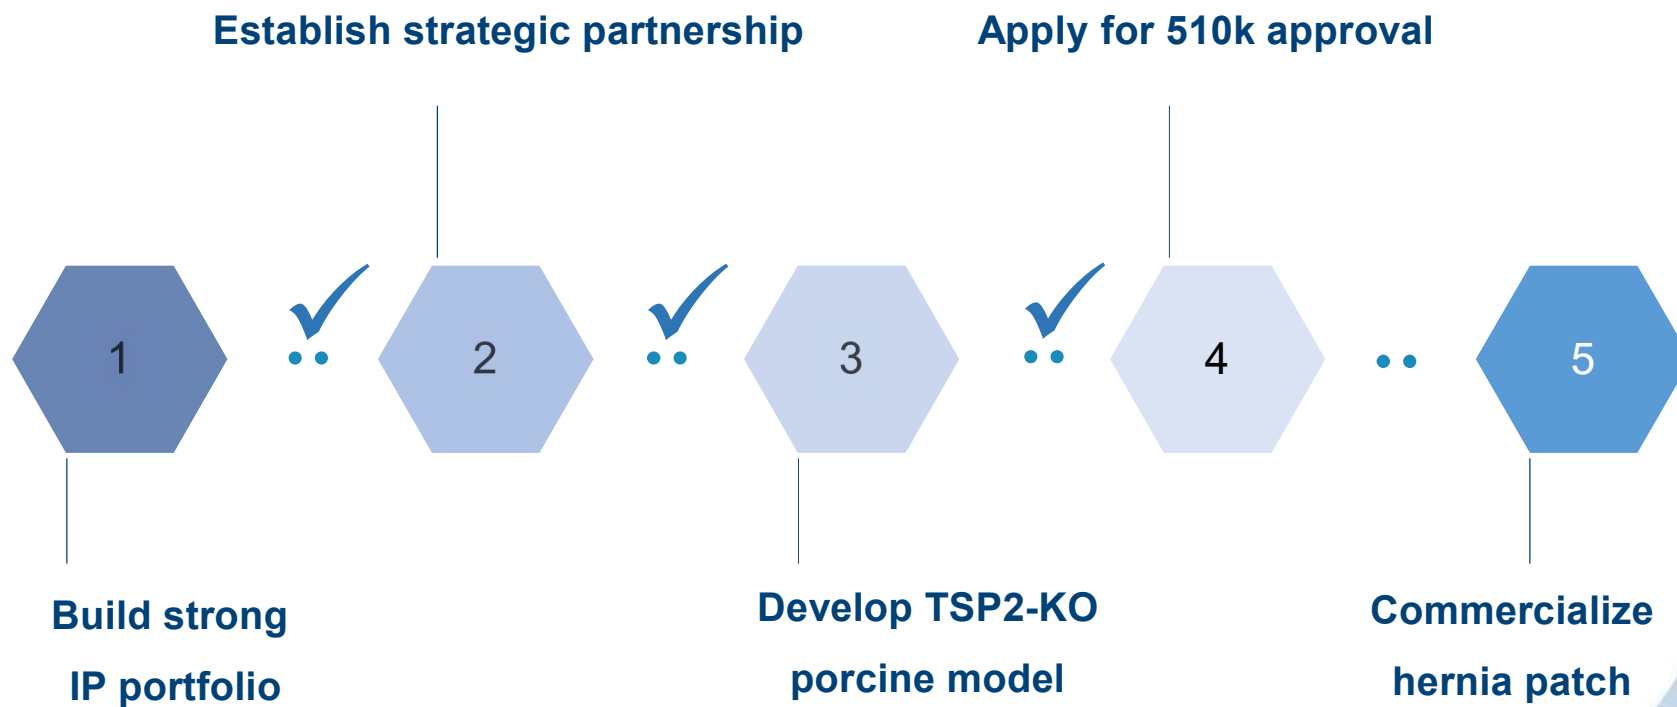 Establish strategic partnership
Apply for 510k approval
1
2
3
4
5
Build strong
IP portfolio
Develop TSP2-KO
porcine model
Commercialize
hernia patch